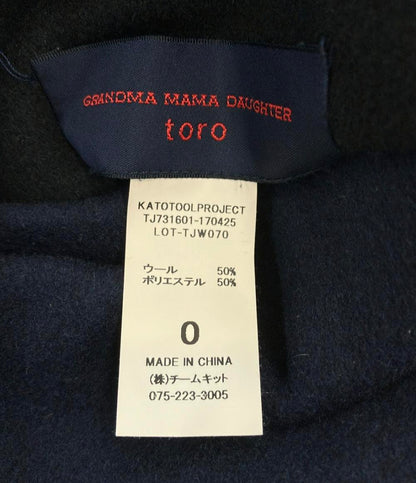 GRANDMA MAMA DAUGHTER
toro
KATOTOOLPROJECT
TJ731601-170425
LOT-TJW070
ウール 50%
ポリエステル 50%
0
MADE IN CHINA
(株)チームキット
075-223-3005